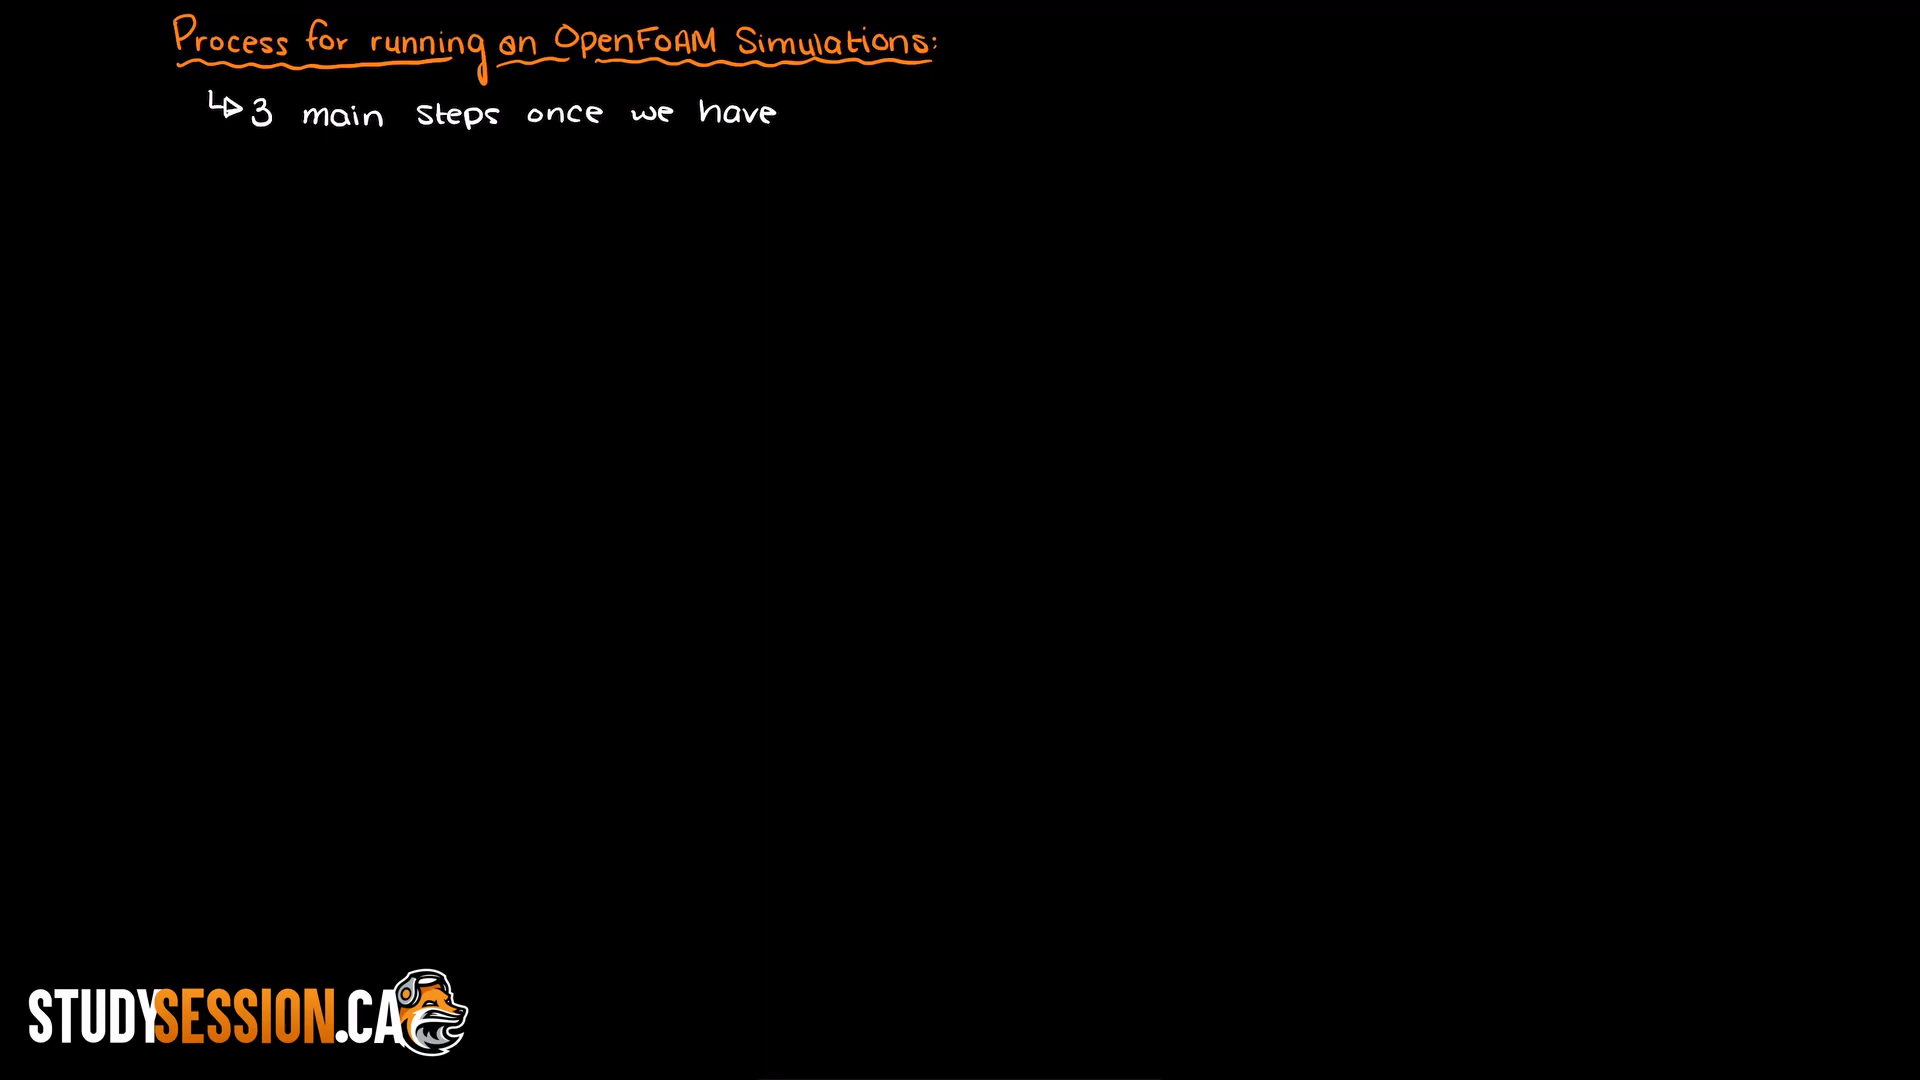 Process for running an OpenFOAM Simulations:
↳ 3 main steps once we have
STUDYSESSION.CA